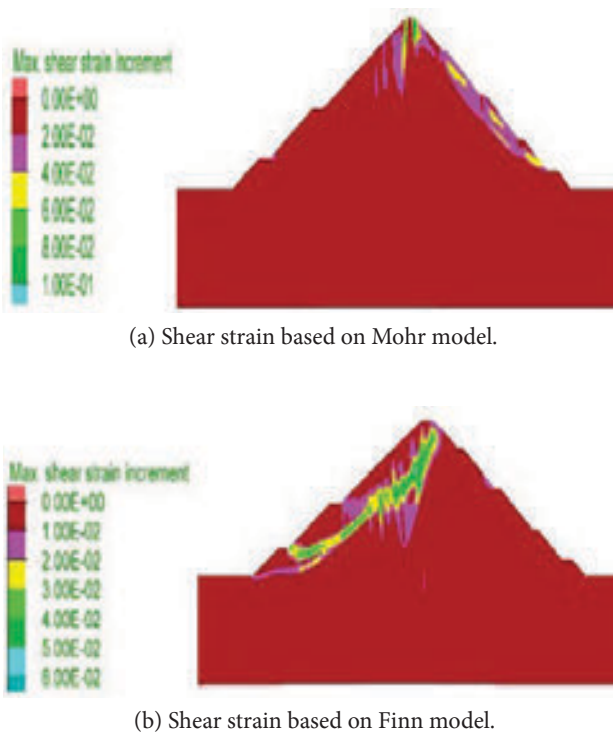 Max. shear strain increment
0.00E+00
2.00E-02
4.00E-02
6.00E-02
8.00E-02
1.00E-01
(a) Shear strain based on Mohr model.
Max. shear strain increment
0.00E+00
1.00E-02
2.00E-02
3.00E-02
4.00E-02
5.00E-02
6.00E-02
(b) Shear strain based on Finn model.